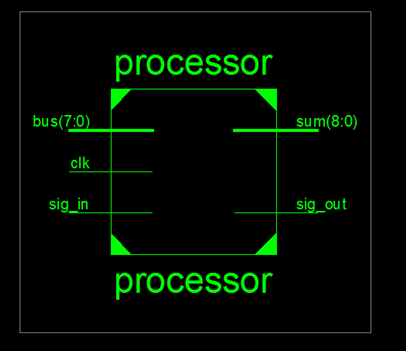 processor
bus(7:0)
sum(8:0)
clk
sig_in
sig_out
processor